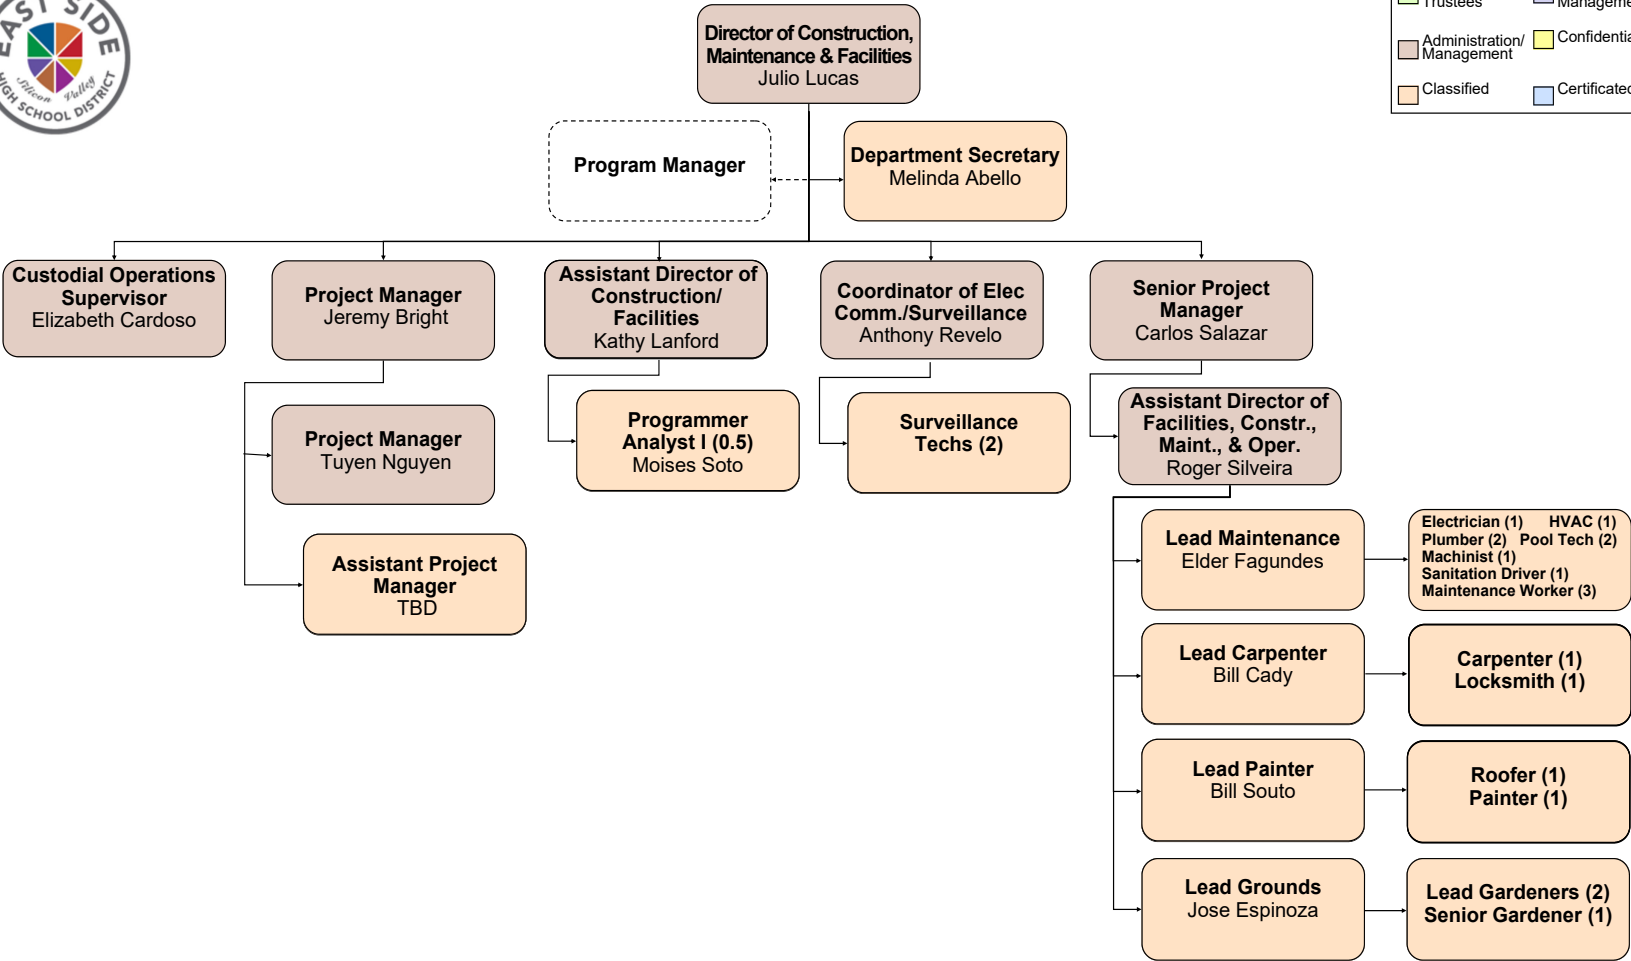 EAST SIDE
Silicon Valley
HIGH SCHOOL DISTRICT
Director of Construction,
Maintenance & Facilities
Julio Lucas
Trustees
Administration/
Management
Confidential
Classified
Certificated
Program Manager
Department Secretary
Melinda Abello
Custodial Operations
Supervisor
Elizabeth Cardoso
Project Manager
Jeremy Bright
Assistant Director of
Construction/
Facilities
Kathy Lanford
Coordinator of Elec
Comm./Surveillance
Anthony Revelo
Senior Project
Manager
Carlos Salazar
Project Manager
Tuyen Nguyen
Programmer
Analyst I (0.5)
Moises Soto
Surveillance
Techs (2)
Assistant Director of
Facilities, Constr.,
Maint., & Oper.
Roger Silveira
Assistant Project
Manager
TBD
Lead Maintenance
Elder Fagundes
Electrician (1) HVAC (1)
Plumber (2) Pool Tech (2)
Machinist (1)
Sanitation Driver (1)
Maintenance Worker (3)
Lead Carpenter
Bill Cady
Carpenter (1)
Locksmith (1)
Lead Painter
Bill Souto
Roofer (1)
Painter (1)
Lead Grounds
Jose Espinoza
Lead Gardeners (2)
Senior Gardener (1)